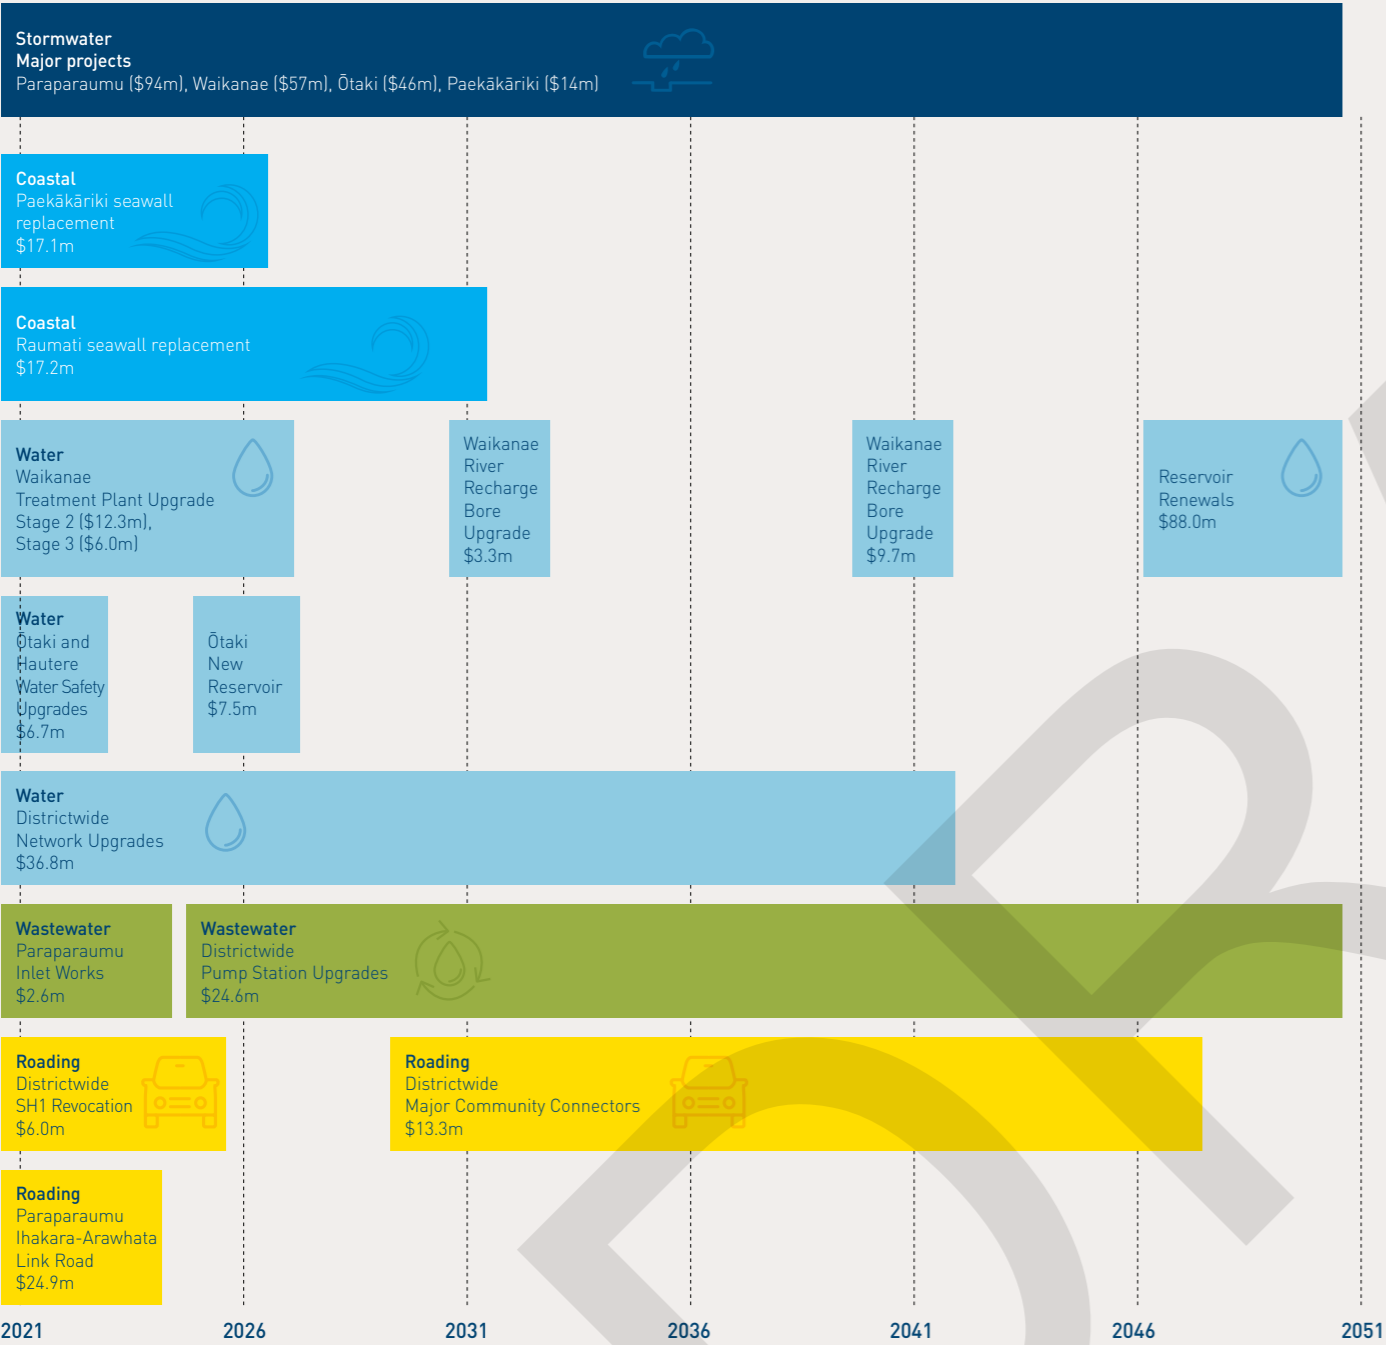 Stormwater
Major projects
Paraparaumu ($94m), Waikanae ($57m), Ōtaki ($46m), Paekākāriki ($14m)
Coastal
Paekākāriki seawall
replacement
$17.1m
Coastal
Raumati seawall replacement
$17.2m
Water
Waikanae
Treatment Plant Upgrade
Stage 2 ($12.3m),
Stage 3 ($6.0m)
Waikanae
River
Recharge
Bore
Upgrade
$3.3m
Waikanae
River
Recharge
Bore
Upgrade
$9.7m
Reservoir
Renewals
$88.0m
Water
Ōtaki and
Hautere
Water Safety
Upgrades
$6.7m
Ōtaki
New
Reservoir
$7.5m
Water
Districtwide
Network Upgrades
$36.8m
Wastewater
Paraparaumu
Inlet Works
$2.6m
Wastewater
Districtwide
Pump Station Upgrades
$24.6m
Roading
Districtwide
SH1 Revocation
$6.0m
Roading
Districtwide
Major Community Connectors
$13.3m
Roading
Paraparaumu
Ihakara-Arawhata
Link Road
$24.9m
2021 2026 2031 2036 2041 2046 2051